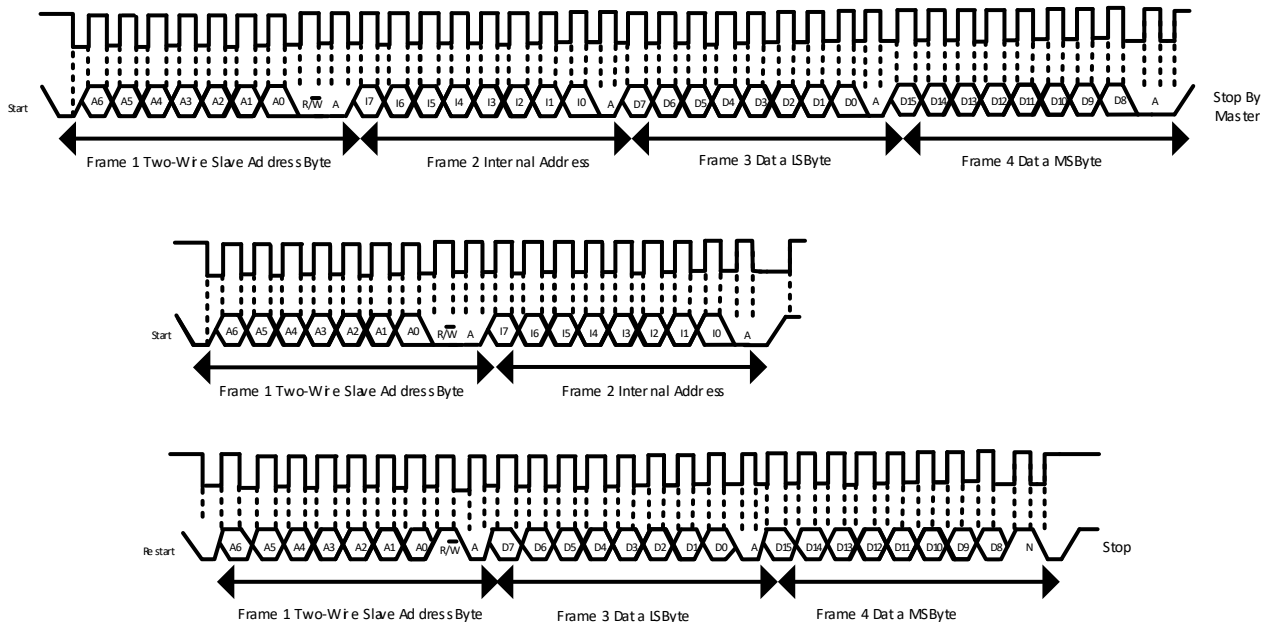 Start A6 A5 A4 A3 A2 A1 A0 R/W A I7 I6 I5 I4 I3 I2 I1 I0 A D7 D6 D5 D4 D3 D2 D1 D0 A D15 D14 D13 D12 D11 D10 D9 D8 A Stop By
Master
Frame 1 Two-Wire Slave Address Byte Frame 2 Internal Address Frame 3 Data LSByte Frame 4 Data MSByte
Start A6 A5 A4 A3 A2 A1 A0 R/W A I7 I6 I5 I4 I3 I2 I1 I0 A
Frame 1 Two-Wire Slave Address Byte Frame 2 Internal Address
Restart A6 A5 A4 A3 A2 A1 A0 R/W A D7 D6 D5 D4 D3 D2 D1 D0 A D15 D14 D13 D12 D11 D10 D9 D8 N Stop
Frame 1 Two-Wire Slave Address Byte Frame 3 Data LSByte Frame 4 Data MSByte